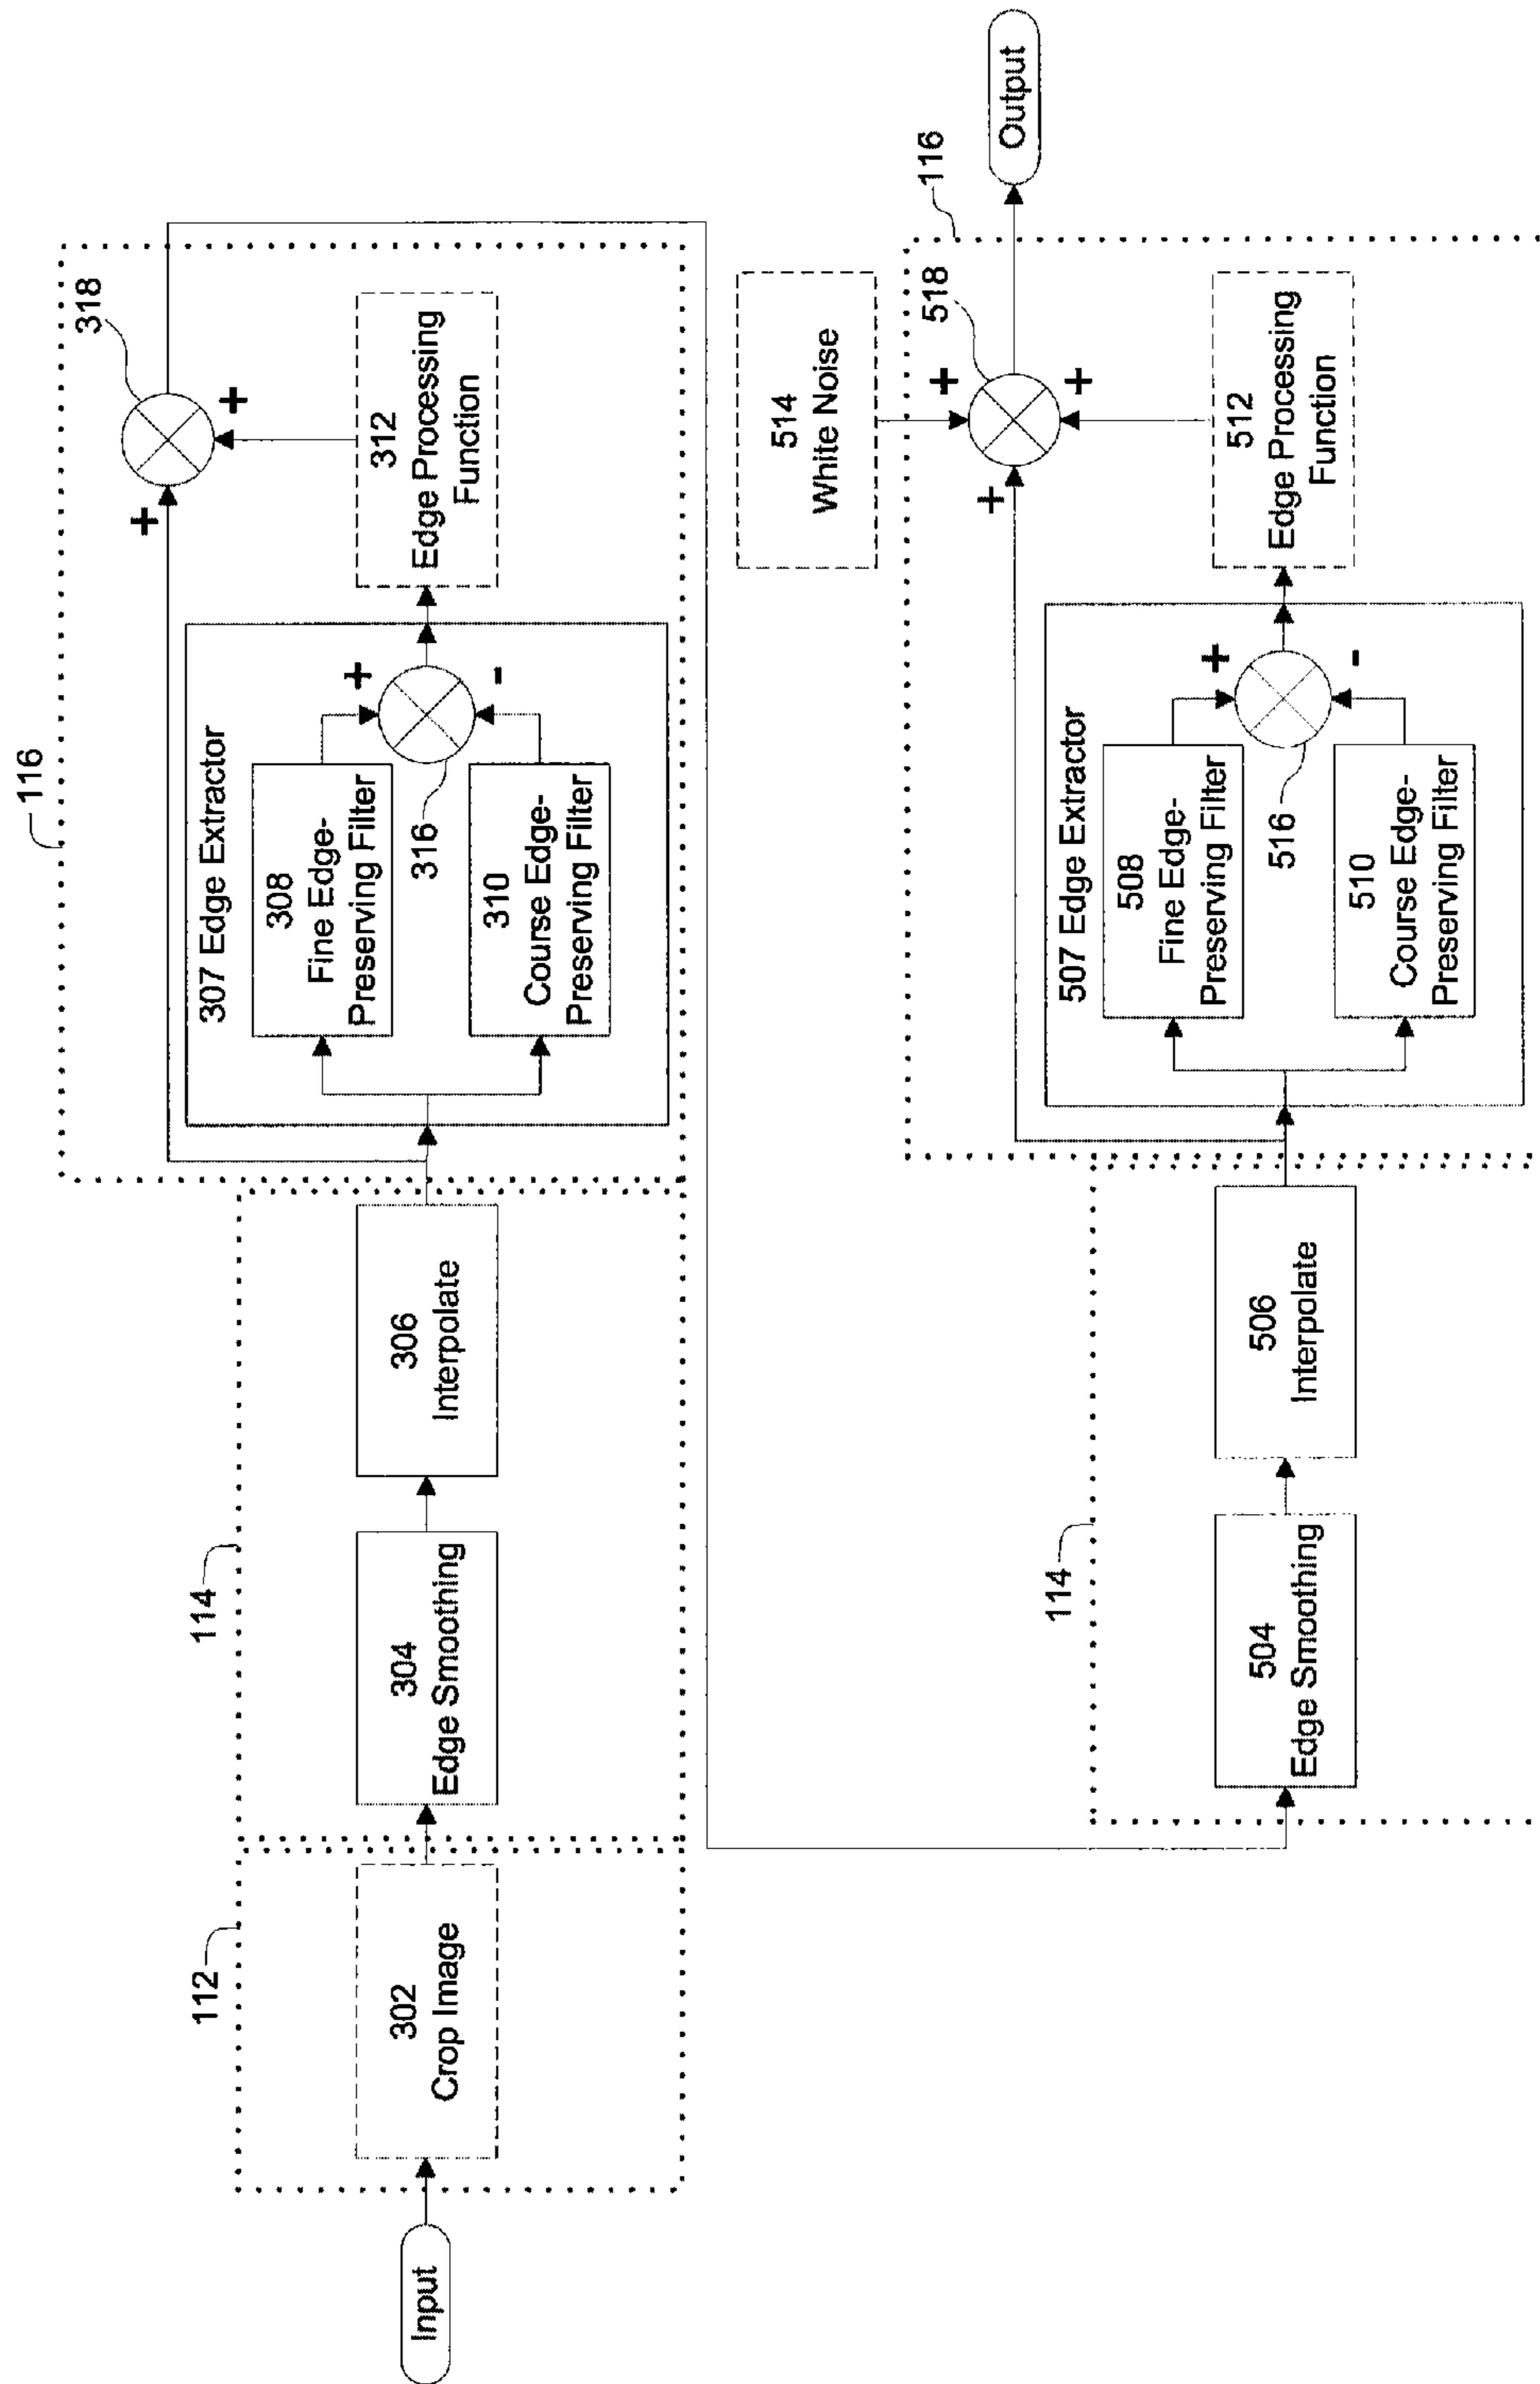 Input
112
302
Crop Image
114
304
Edge Smoothing
306
Interpolate
116
307 Edge Extractor
308
Fine Edge-
Preserving Filter
+
316
-
310
Course Edge-
Preserving Filter
312
Edge Processing
Function
+
+
318
114
504
Edge Smoothing
506
Interpolate
507 Edge Extractor
508
Fine Edge-
Preserving Filter
+
516
-
510
Course Edge-
Preserving Filter
512
Edge Processing
Function
514
White Noise
+
+
+
518
116
Output